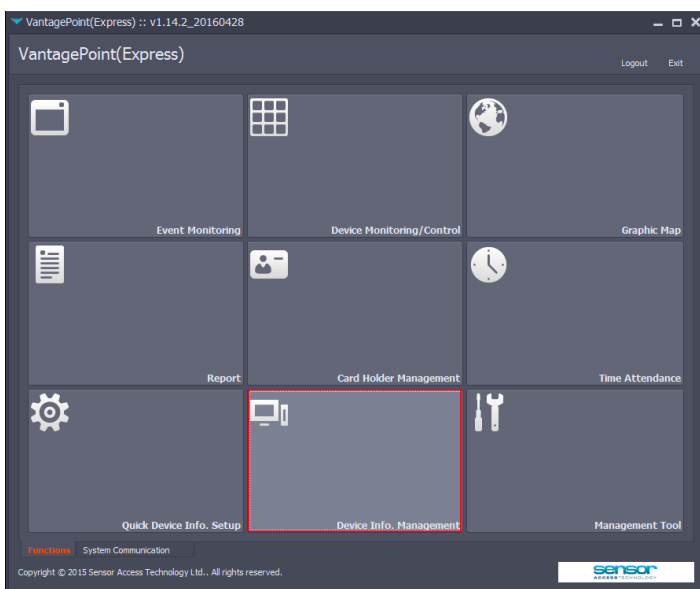 VantagePoint(Express) :: v1.14.2_20160428
VantagePoint(Express)
Logout Exit
Event Monitoring
Device Monitoring/Control
Graphic Map
Report
Card Holder Management
Time Attendance
Quick Device Info. Setup
Device Info. Management
Management Tool
Functions System Communication
Copyright © 2015 Sensor Access Technology Ltd.. All rights reserved.
sensor
ACCESS TECHNOLOGY